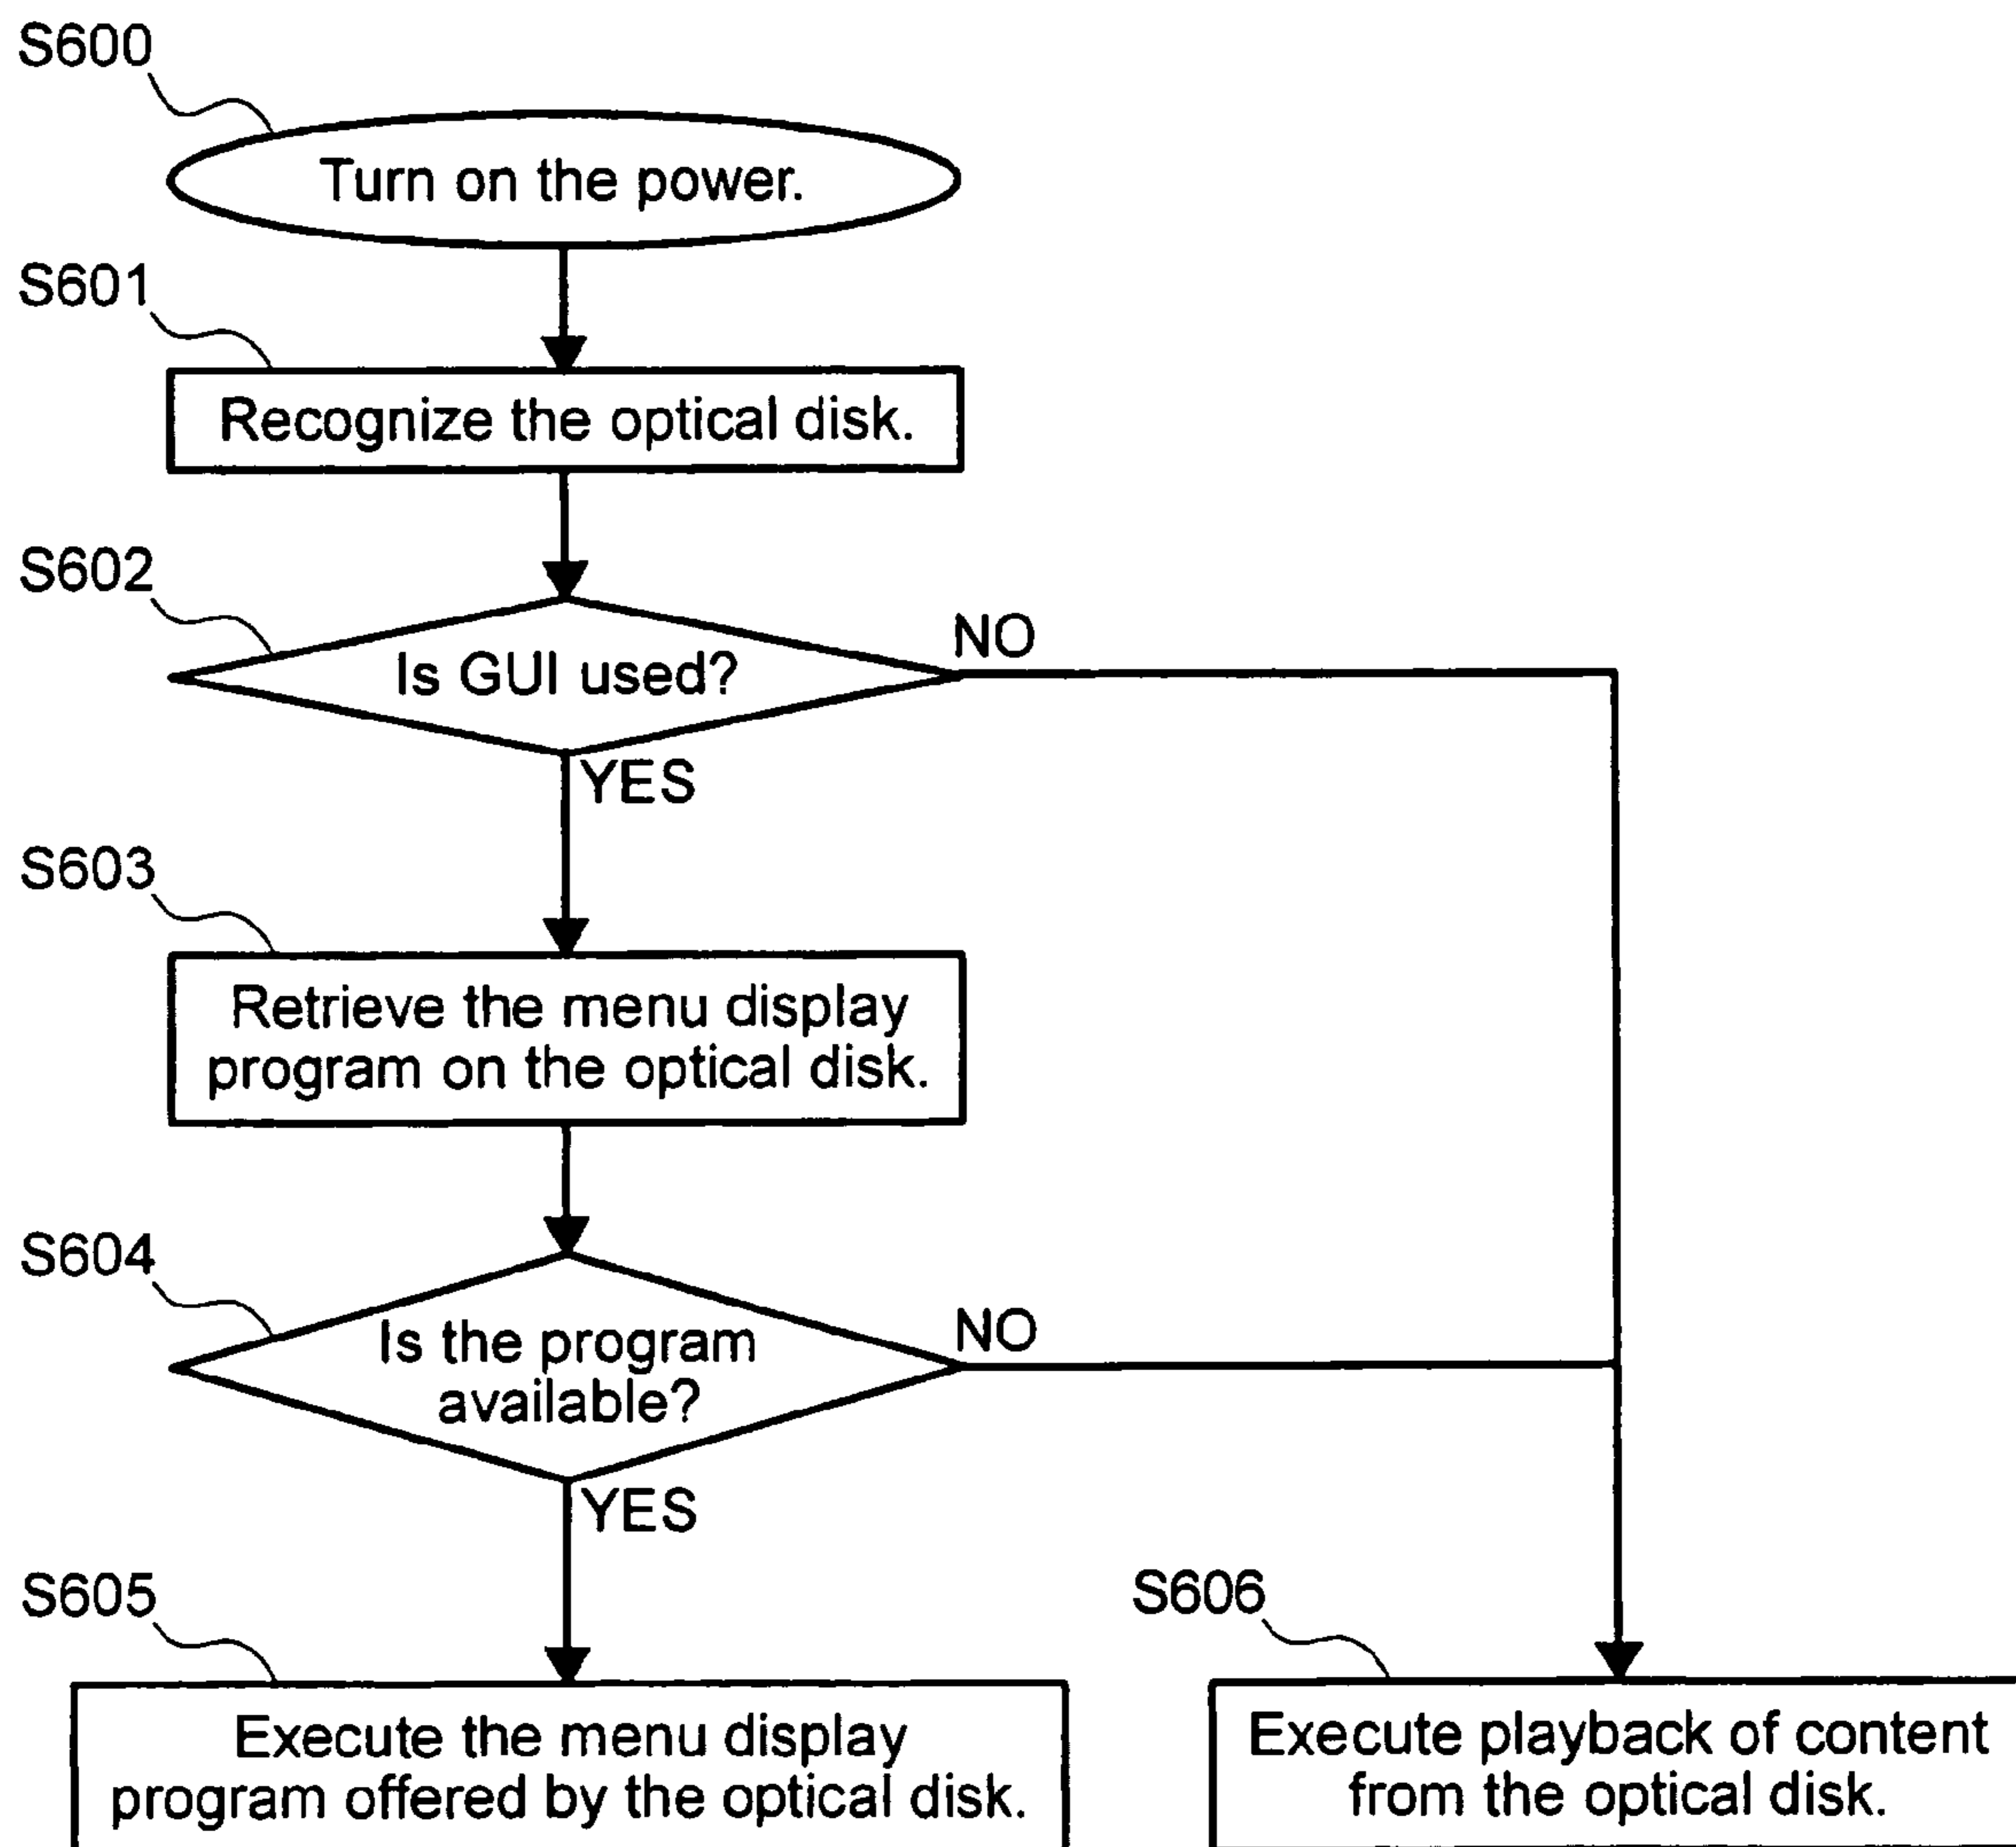 S600
Turn on the power.
S601
Recognize the optical disk.
S602
Is GUI used?
NO
YES
S603
Retrieve the menu display
program on the optical disk.
S604
Is the program
available?
NO
YES
S605
Execute the menu display
program offered by the optical disk.
S606
Execute playback of content
from the optical disk.